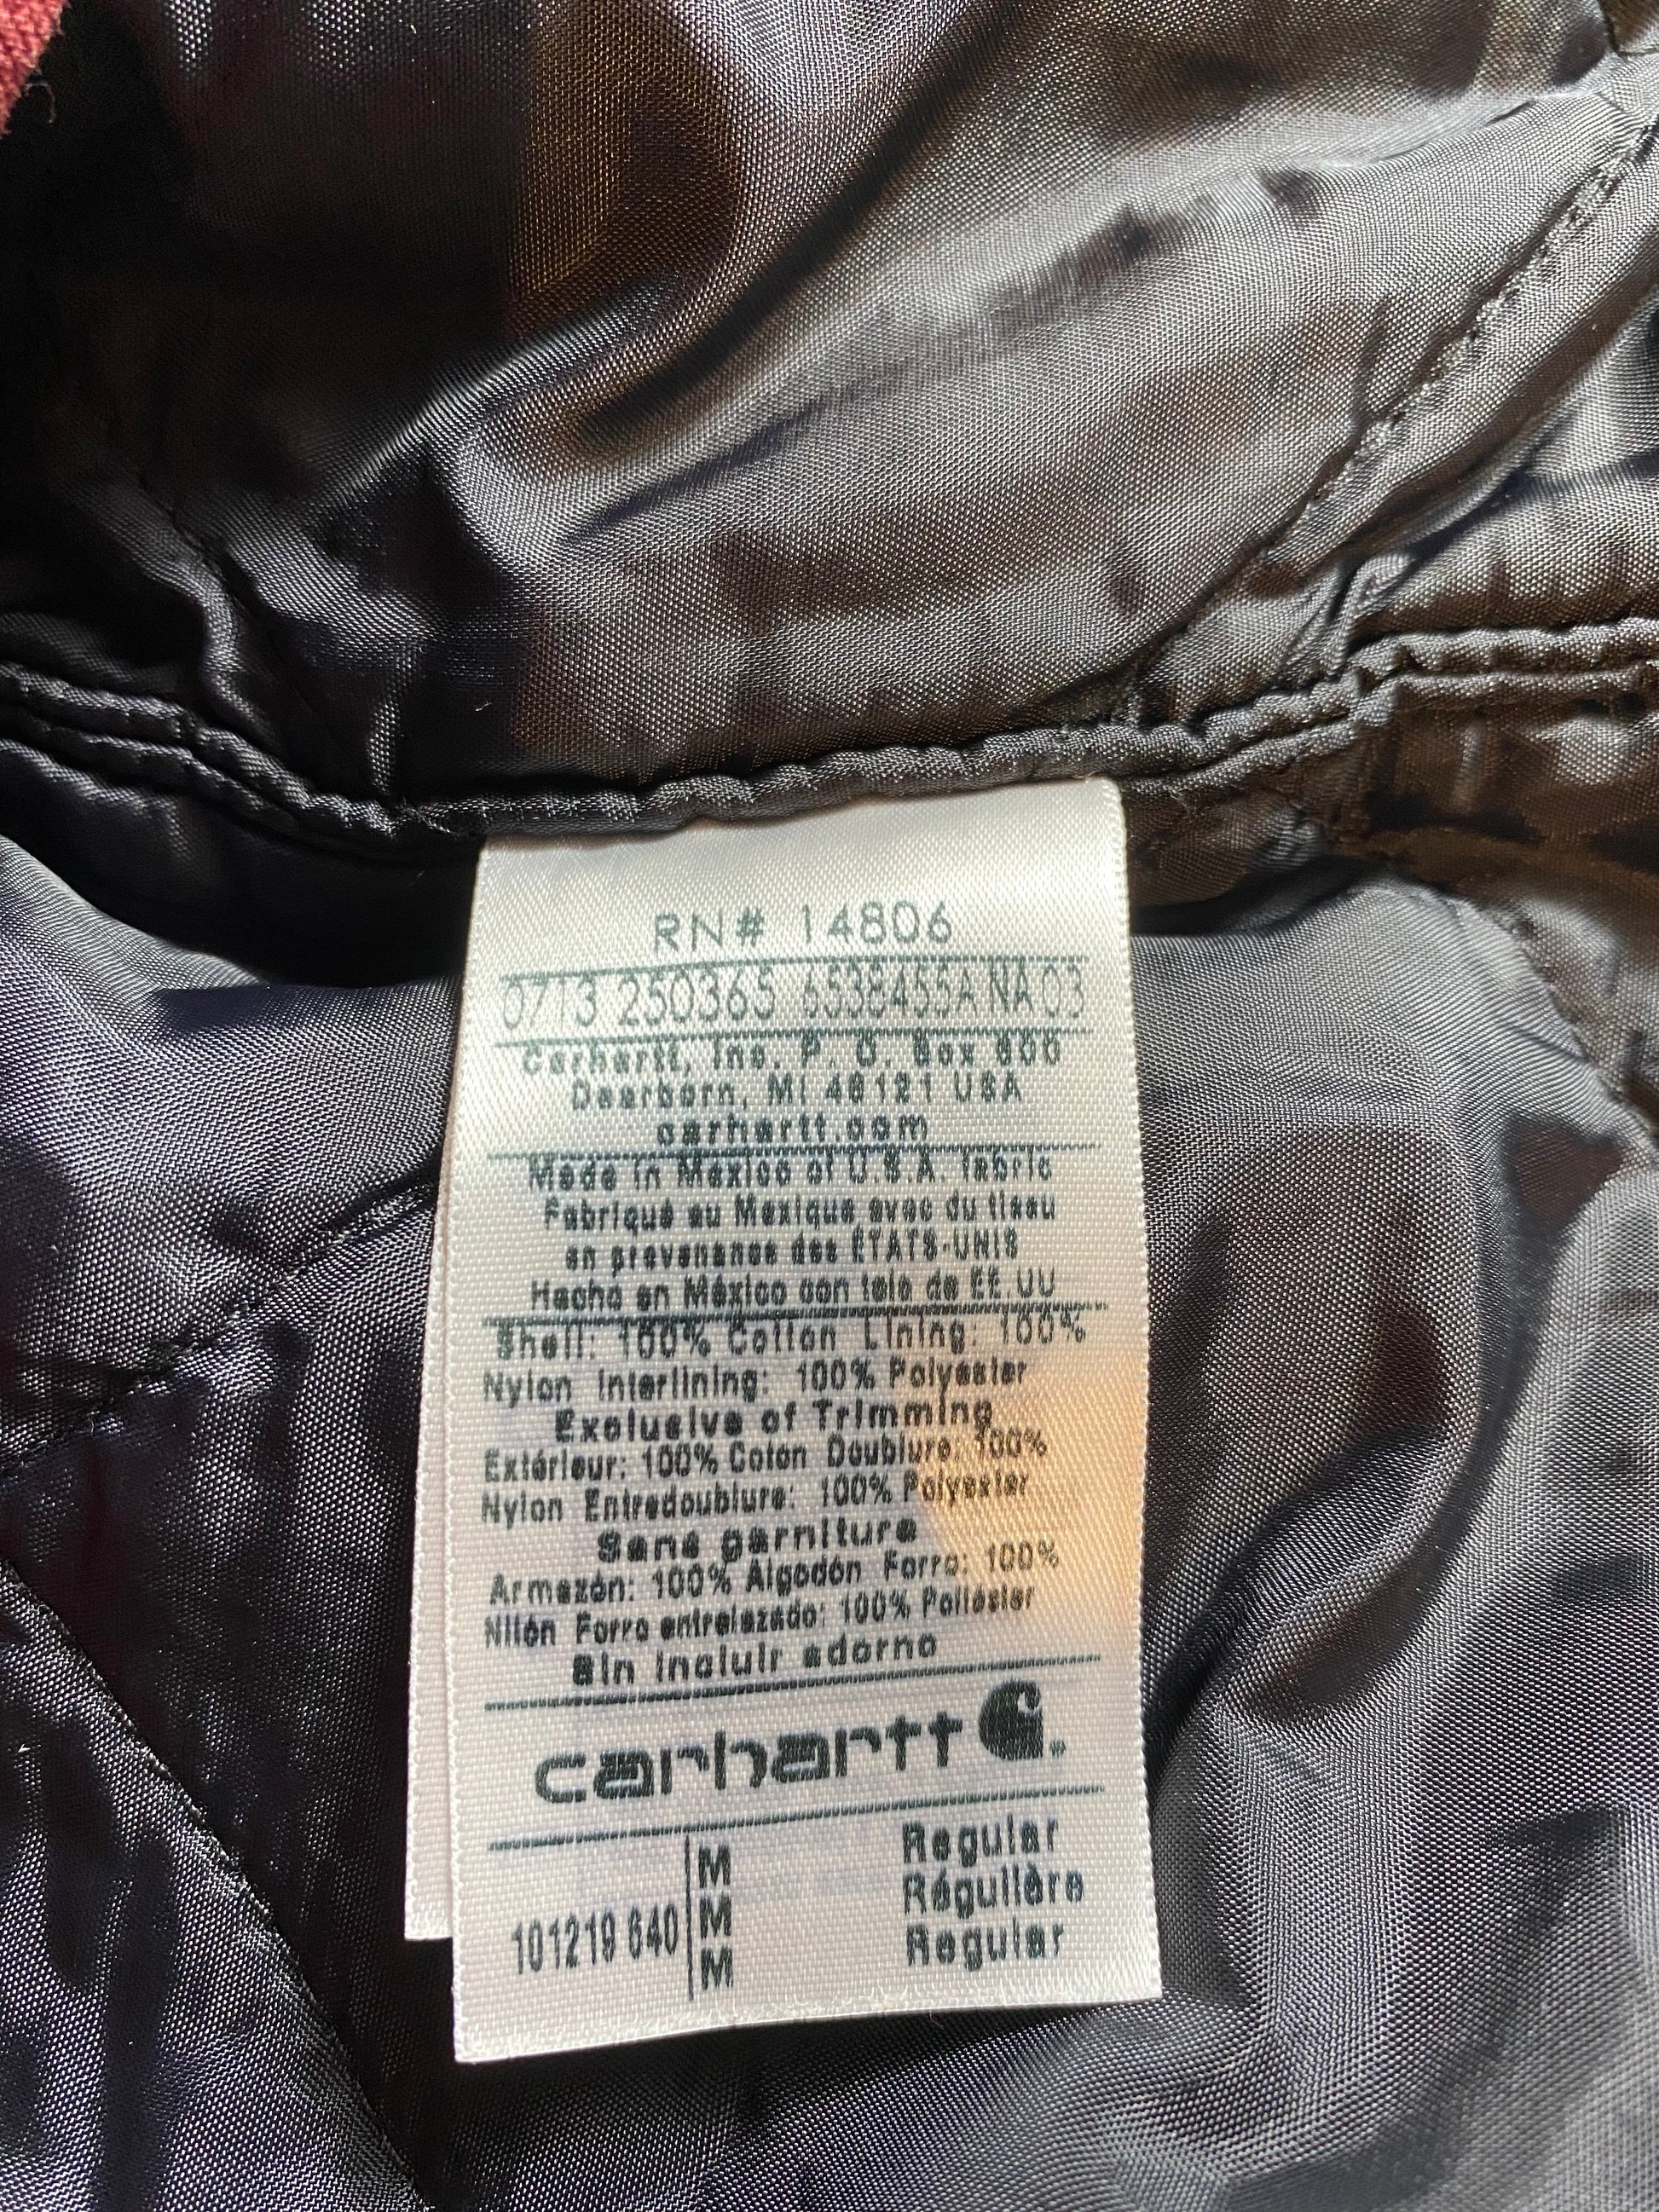 RN# 14806
0713 250365 6538455A NA 03
Carhartt, Inc. P. O. Box 600
Dearborn, MI 48121 USA
carhartt.com
Made in Mexico of U.S.A. fabric
Fabriqué au Mexique avec du tissu
en provenance des ÉTATS-UNIS
Hecho en México con tela de EE.UU
Shell: 100% Cotton Lining: 100%
Nylon Interlining: 100% Polyester
Exclusive of Trimming
Extérieur: 100% Coton Doublure: 100%
Nylon Entredoublure: 100% Polyester
Sans garniture
Armazón: 100% Algodón Forro: 100%
Nilón Forro entrelazado: 100% Poliéster
Sin incluir adorno
carhartt
101219 640
M Regular
M Régulière
M Regular